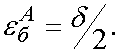 ε_б^A = δ/2.